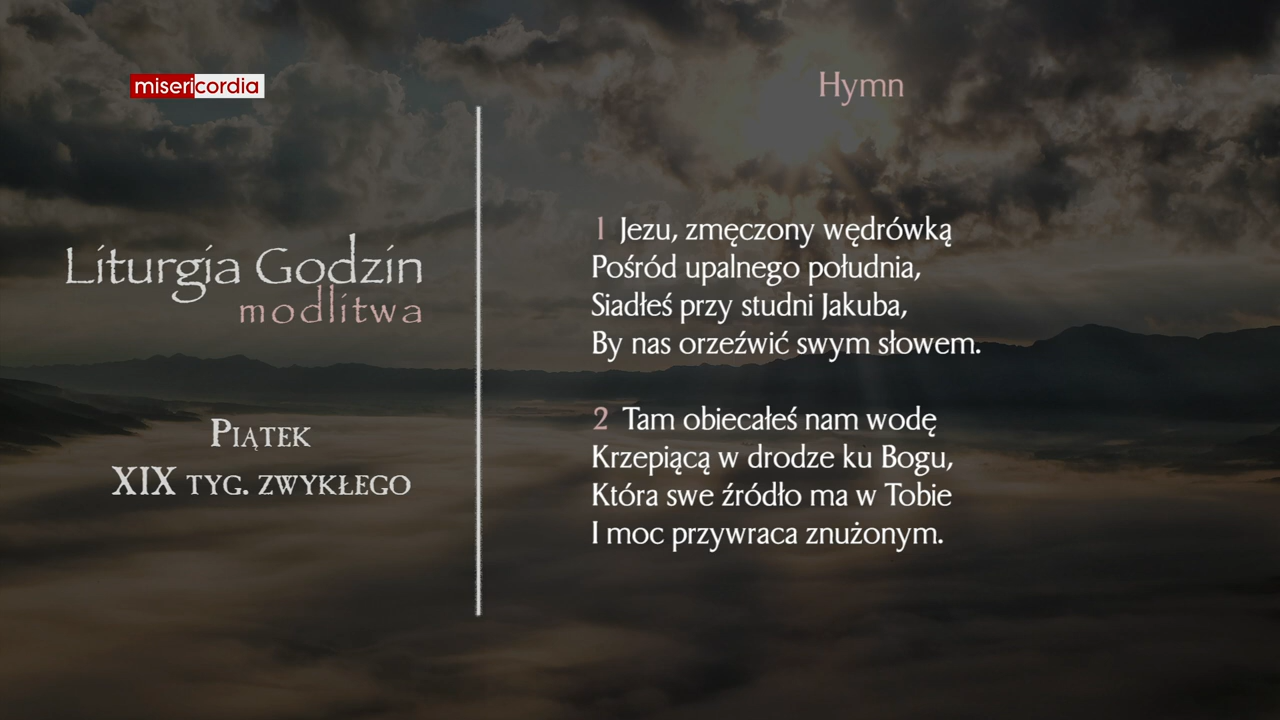 misericordia
Liturgia Godzin
modlitwa
Piątek
XIX tyg. zwykłego
Hymn
1 Jezu, zmęczony wędrówką
Pośród upalnego południa,
Siadłeś przy studni Jakuba,
By nas orzeźwić swym słowem.
2 Tam obiecałeś nam wodę
Krzepiącą w drodze ku Bogu,
Która swe źródło ma w Tobie
I moc przywraca znużonym.